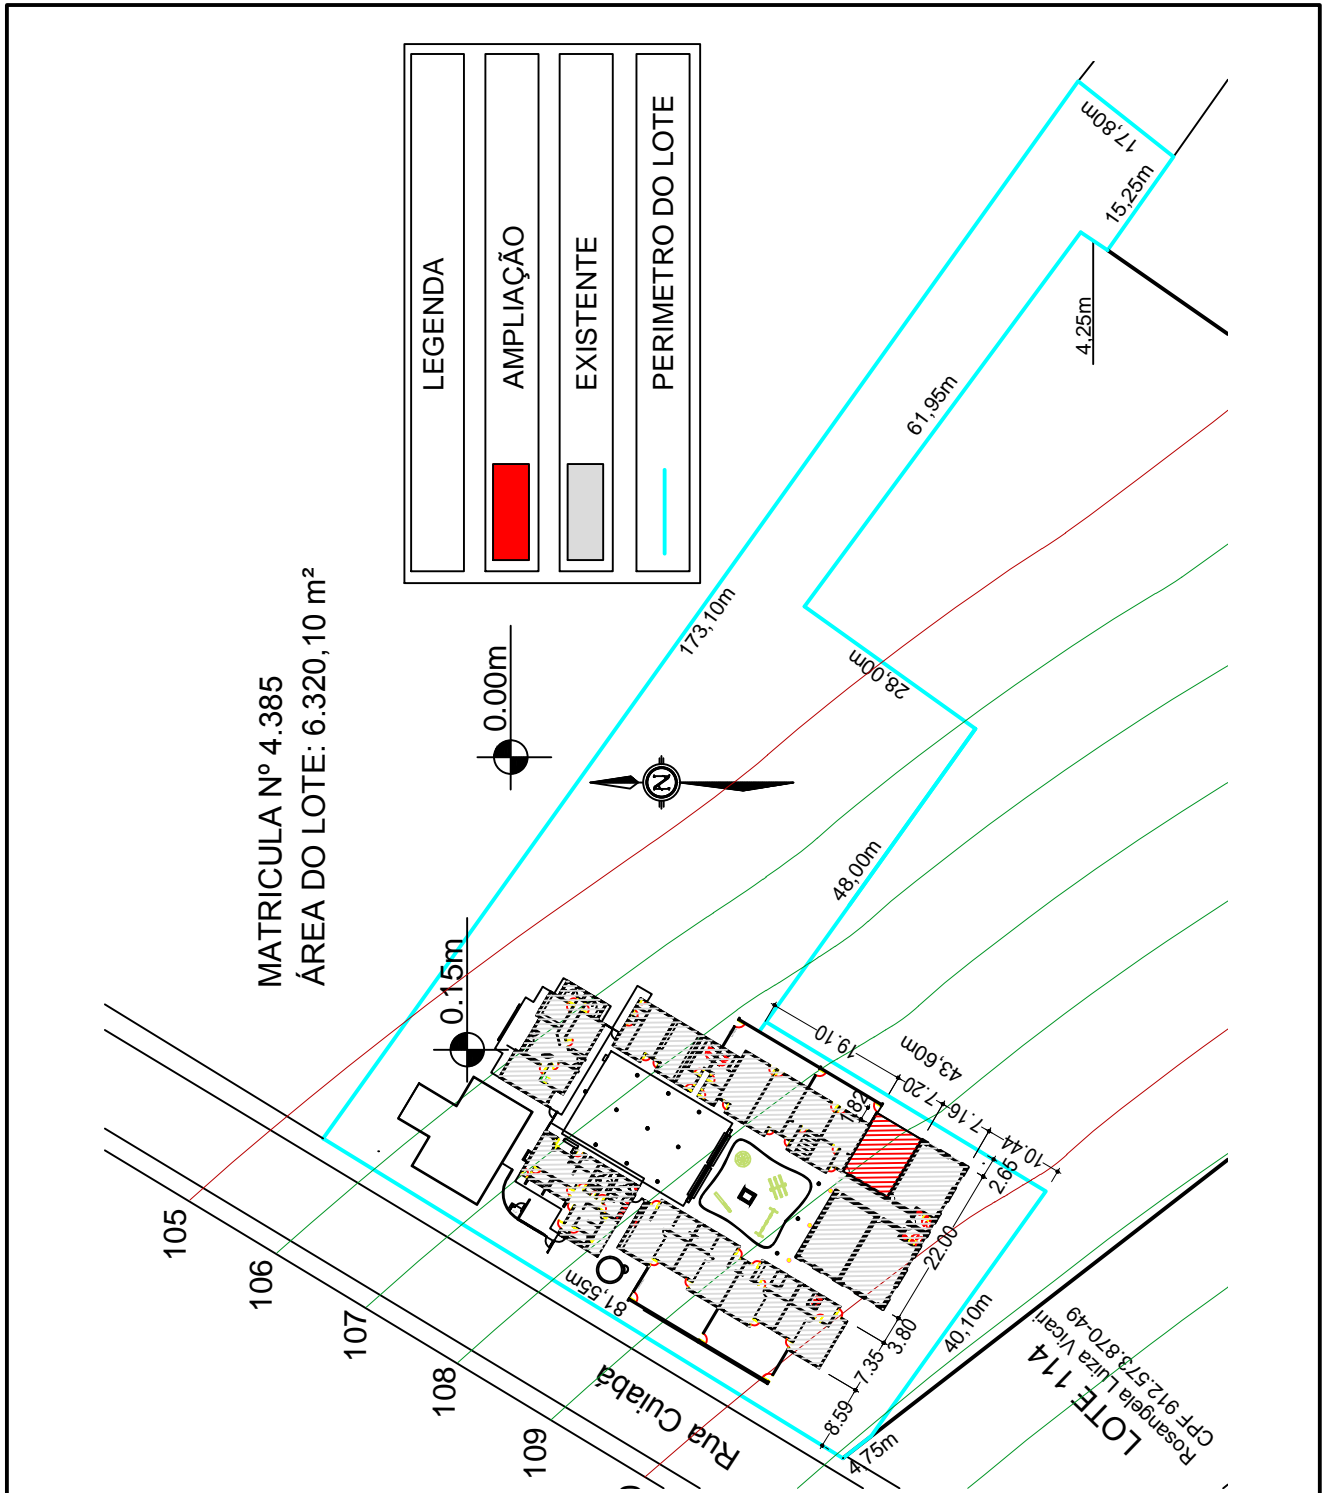 MATRICULA Nº 4.385
ÁREA DO LOTE: 6.320,10 m²
LEGENDA
AMPLIAÇÃO
EXISTENTE
PERIMETRO DO LOTE
0.00m
0.15m
N
173,10m
17,80m
15,25m
4,25m
61,95m
28,00m
48,00m
43,60m
19.10
7.20
7.16
10.44
1.82
2.65
22.00
3.80
7.35
8.59
40,10m
4,75m
81,55m
Rua Cuiabá
LOTE 114
Rosangela Luiza Vicari
CPF 912.573.870-49
105
106
107
108
109